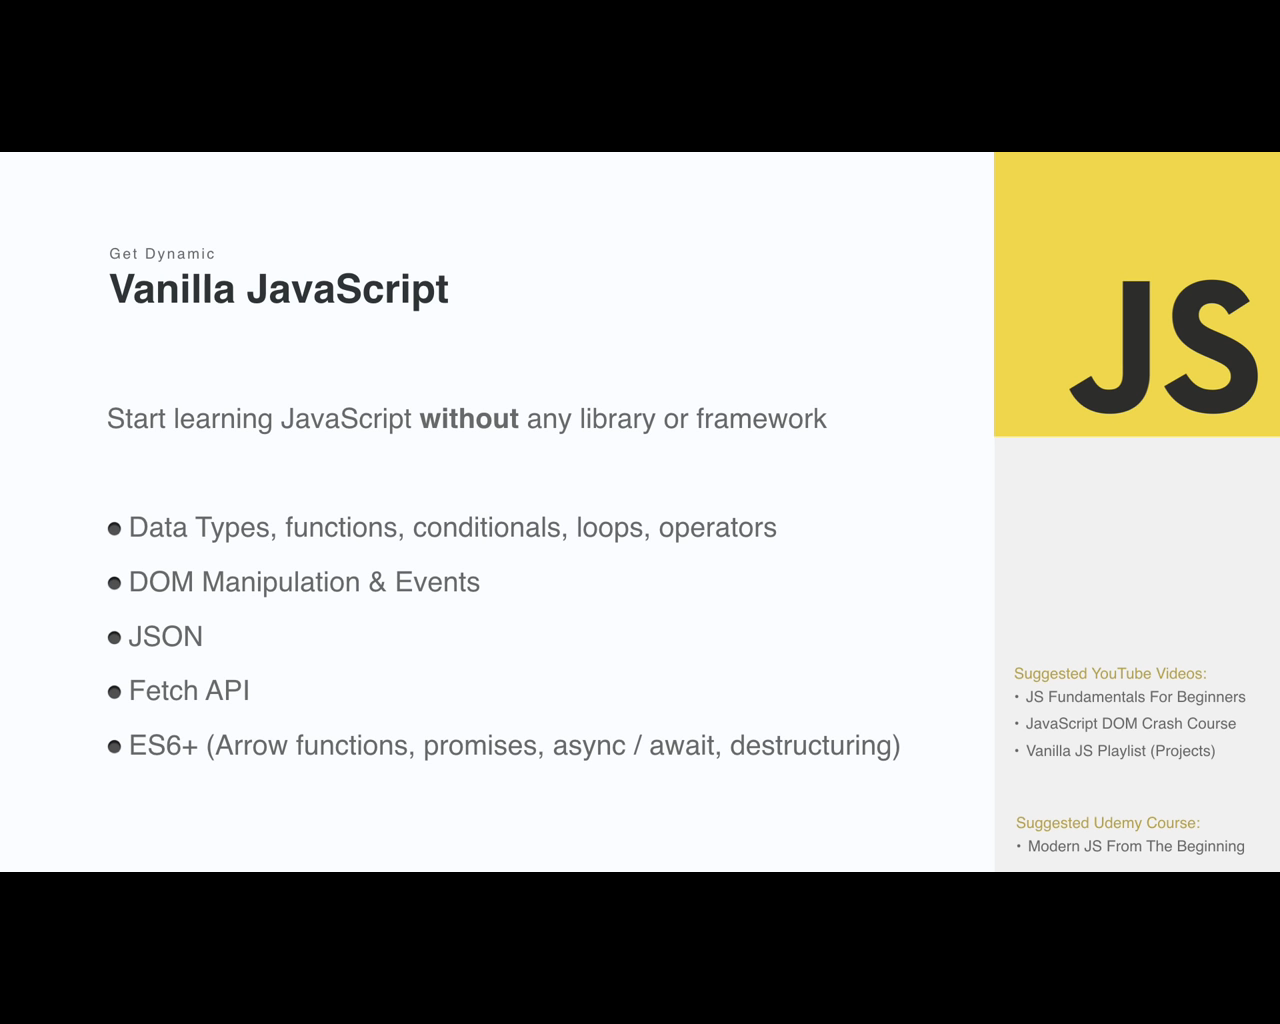 Get Dynamic
Vanilla JavaScript
Start learning JavaScript without any library or framework
• Data Types, functions, conditionals, loops, operators
• DOM Manipulation & Events
• JSON
• Fetch API
• ES6+ (Arrow functions, promises, async / await, destructuring)
JS
Suggested YouTube Videos:
• JS Fundamentals For Beginners
• JavaScript DOM Crash Course
• Vanilla JS Playlist (Projects)
Suggested Udemy Course:
• Modern JS From The Beginning